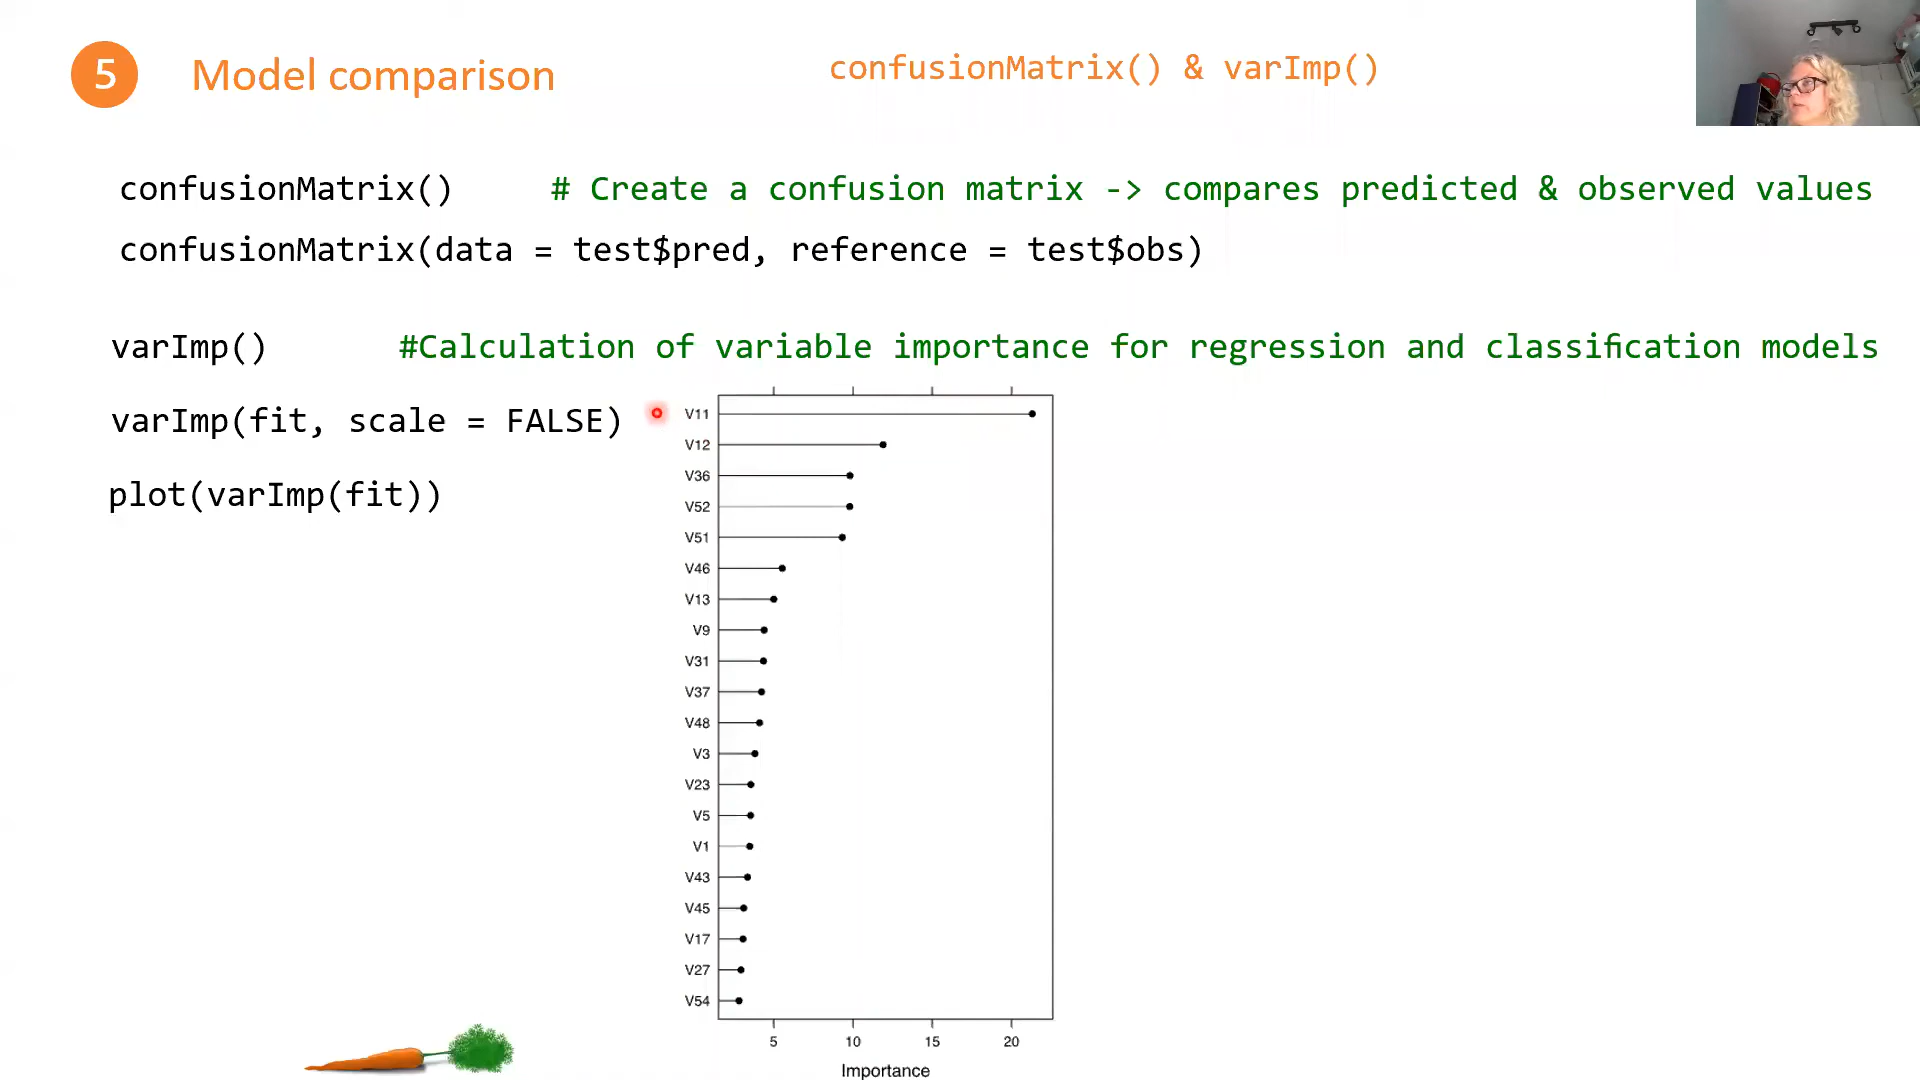 5 Model comparison confusionMatrix() & varImp()
confusionMatrix() # Create a confusion matrix -> compares predicted & observed values
confusionMatrix(data = test$pred, reference = test$obs)
varImp() #Calculation of variable importance for regression and classification models
varImp(fit, scale = FALSE)
plot(varImp(fit))
V11
V12
V36
V52
V51
V46
V13
V9
V31
V37
V48
V3
V23
V5
V1
V43
V45
V17
V27
V54
5 10 15 20
Importance